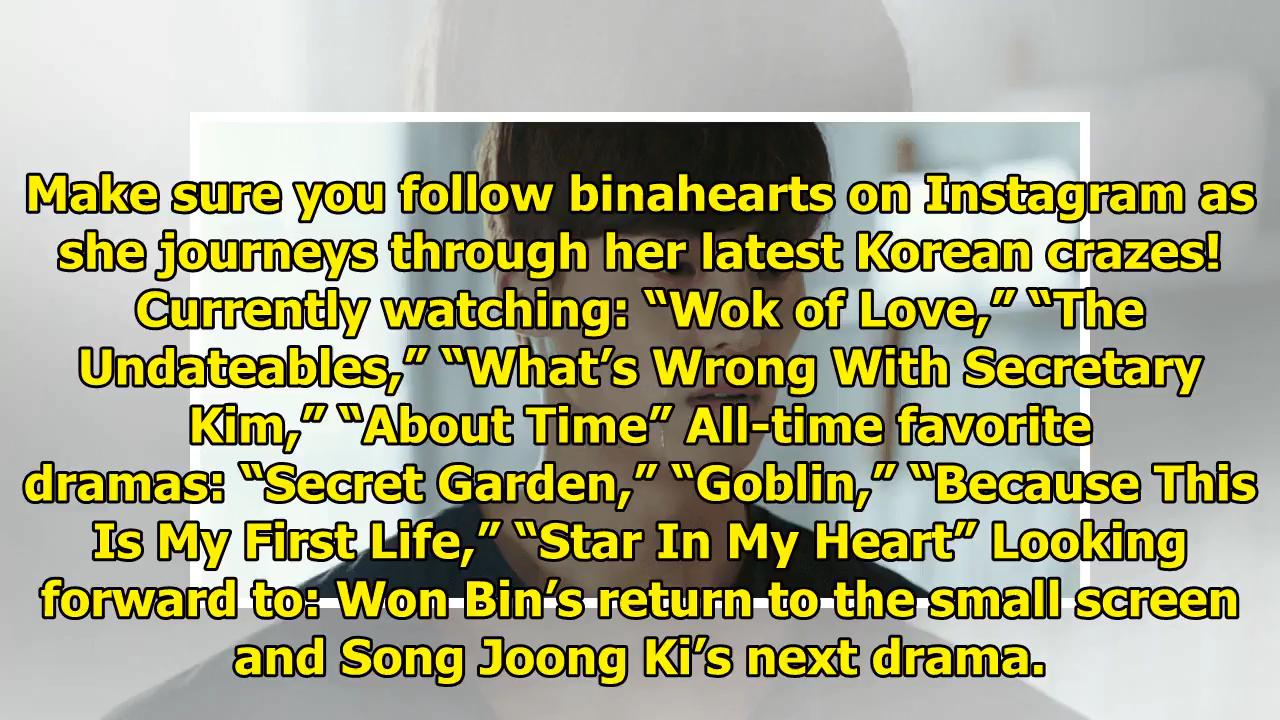 Make sure you follow binahearts on Instagram as
she journeys through her latest Korean crazes!
Currently watching: “Wok of Love,” “The
Undateables,” “What’s Wrong With Secretary
Kim,” “About Time” All-time favorite
dramas: “Secret Garden,” “Goblin,” “Because This
Is My First Life,” “Star In My Heart” Looking
forward to: Won Bin’s return to the small screen
and Song Joong Ki’s next drama.